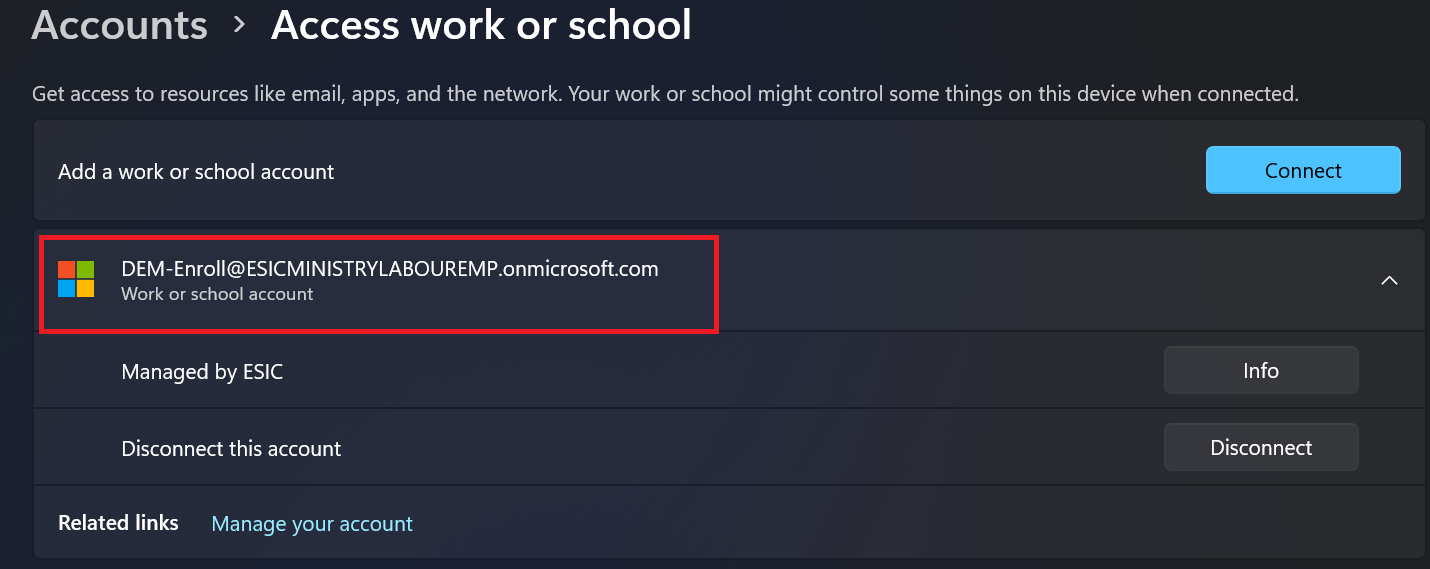 Accounts > Access work or school
Get access to resources like email, apps, and the network. Your work or school might control some things on this device when connected.
Add a work or school account
Connect
DEM-Enroll@ESICMINISTRYLABOUREMP.onmicrosoft.com
Work or school account
Managed by ESIC
Info
Disconnect this account
Disconnect
Related links Manage your account